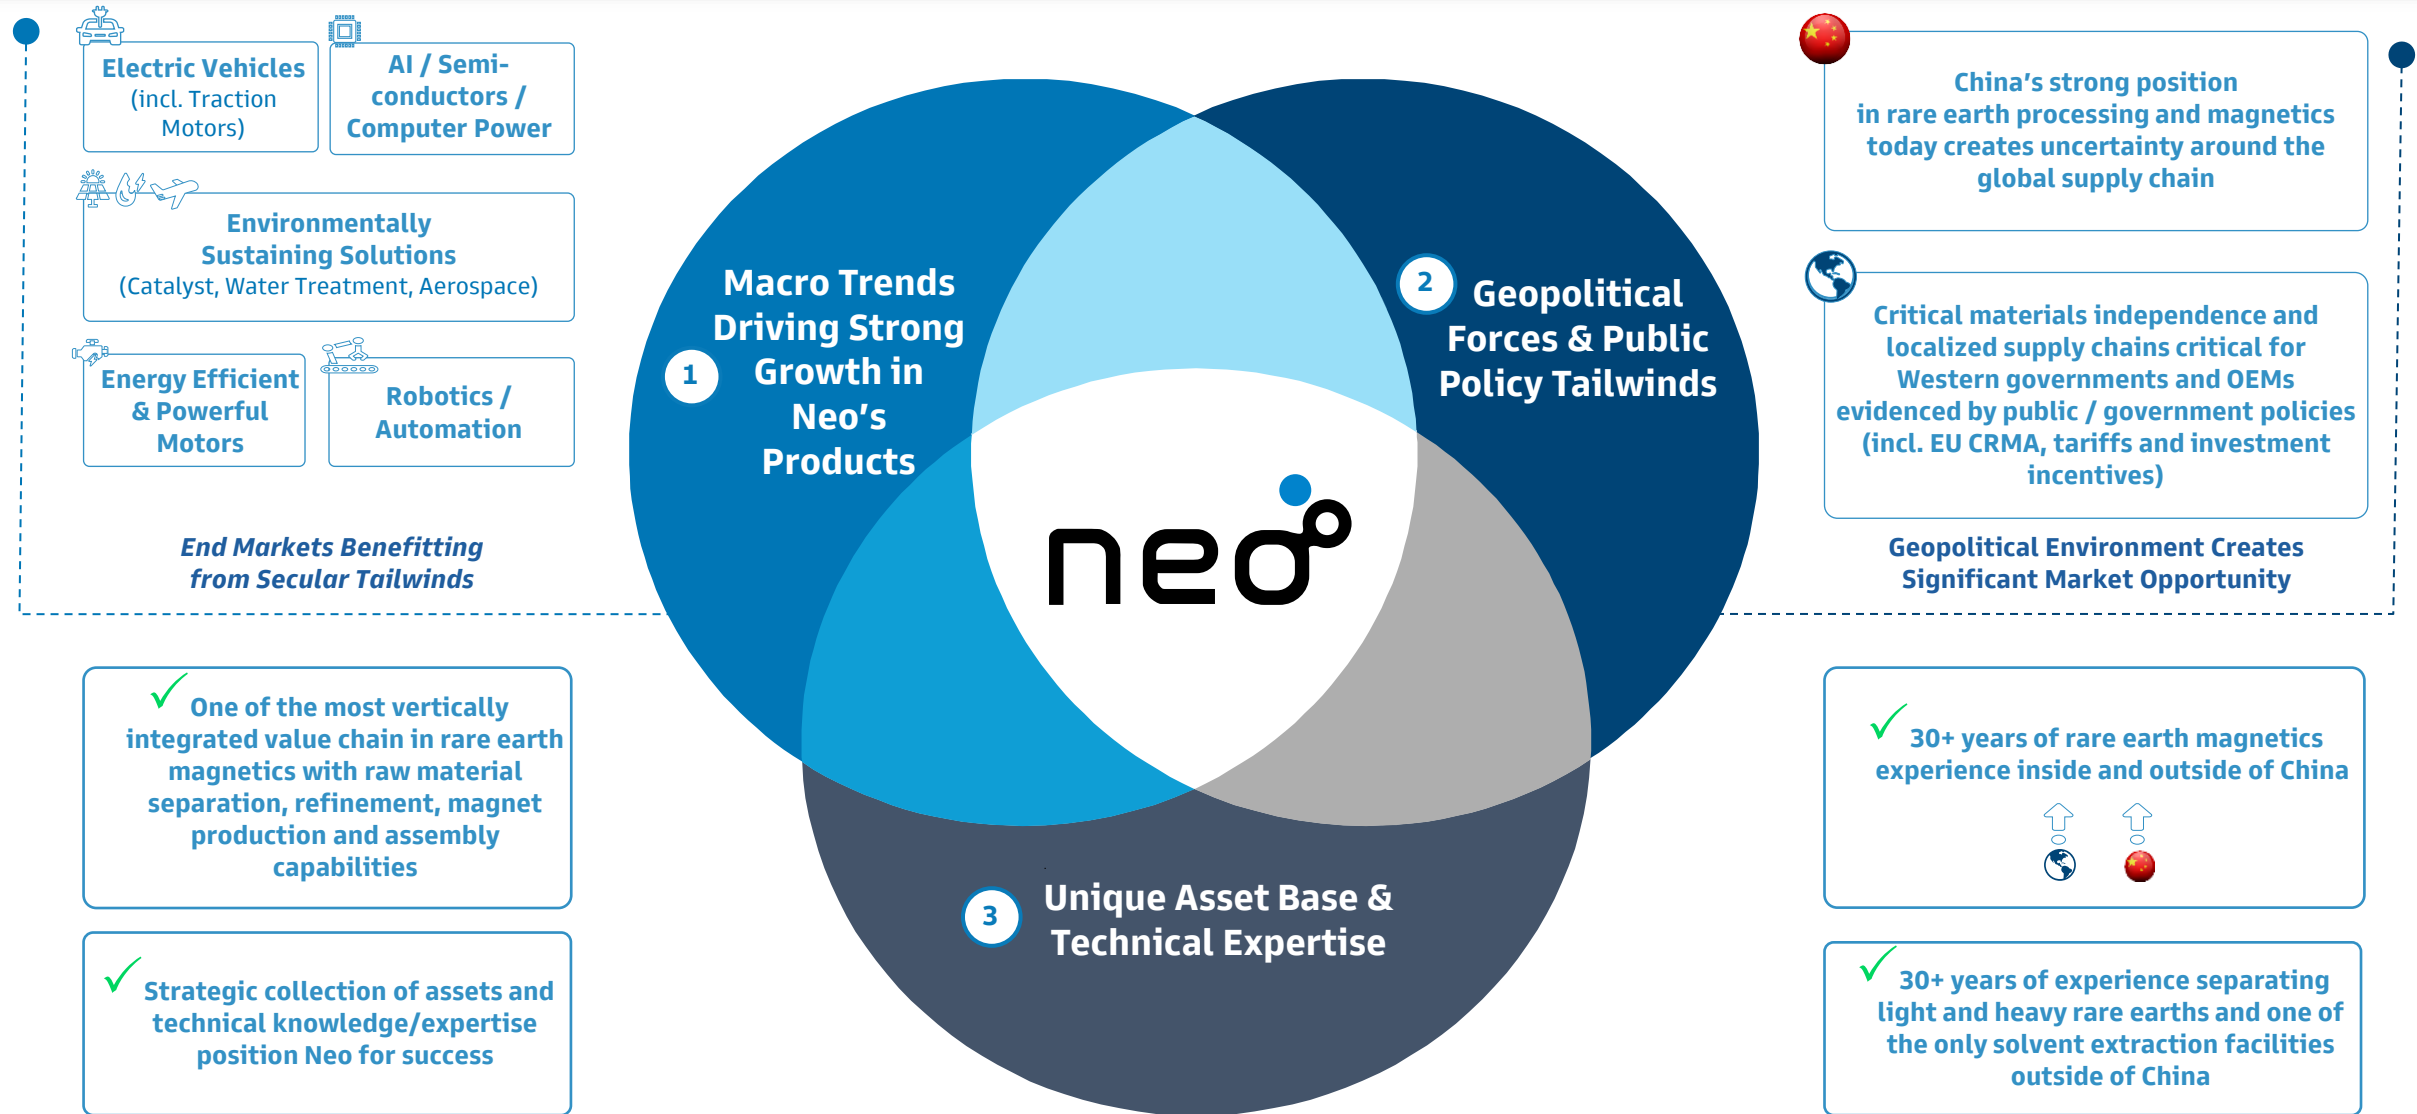 Electric Vehicles
(incl. Traction
Motors)
AI / Semi-
conductors /
Computer Power
Environmentally
Sustaining Solutions
(Catalyst, Water Treatment, Aerospace)
Energy Efficient
& Powerful
Motors
Robotics /
Automation
End Markets Benefitting
from Secular Tailwinds
1
Macro Trends
Driving Strong
Growth in
Neo's
Products
2
Geopolitical
Forces & Public
Policy Tailwinds
neo
China's strong position
in rare earth processing and magnetics
today creates uncertainty around the
global supply chain
Critical materials independence and
localized supply chains critical for
Western governments and OEMs
evidenced by public / government policies
(incl. EU CRMA, tariffs and investment
incentives)
Geopolitical Environment Creates
Significant Market Opportunity
One of the most vertically
integrated value chain in rare earth
magnetics with raw material
separation, refinement, magnet
production and assembly
capabilities
Strategic collection of assets and
technical knowledge/expertise
position Neo for success
3
Unique Asset Base &
Technical Expertise
30+ years of rare earth magnetics
experience inside and outside of China
30+ years of experience separating
light and heavy rare earths and one of
the only solvent extraction facilities
outside of China